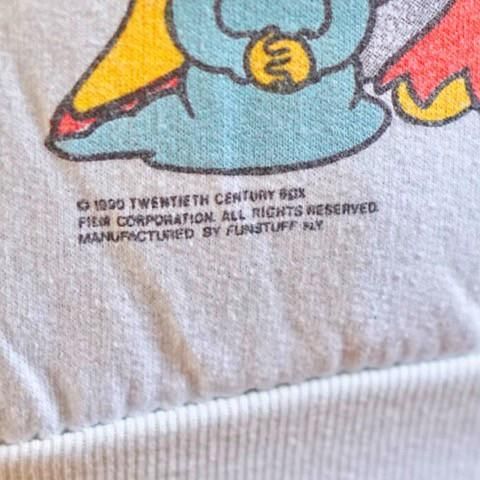 © 1990 TWENTIETH CENTURY FOX
FILM CORPORATION. ALL RIGHTS RESERVED.
MANUFACTURED BY FUNSTUFF P/L